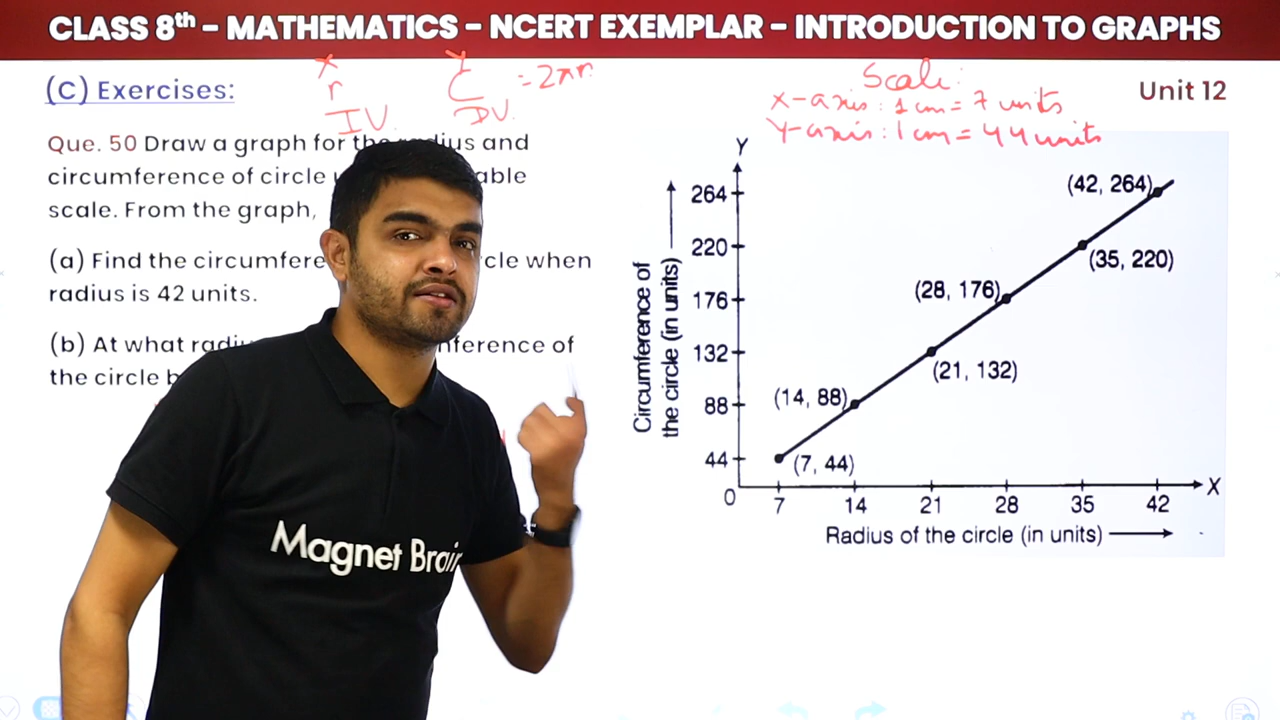 CLASS 8th – MATHEMATICS – NCERT EXEMPLAR – INTRODUCTION TO GRAPHS
(C) Exercises:
x
r
IV
Y
C = 2πr
DV
Scale:
x-axis: 1 cm = 7 units
Y-axis: 1 cm = 44 units
Unit 12
Que. 50 Draw a graph for the radius and
circumference of circle
scale. From the graph,
(a) Find the when
radius is 42 units.
(b) At what of
the circle
Magnet
Y
264
220
176
132
88
44
0
7
14
21
28
35
42
X
(42, 264)
(35, 220)
(28, 176)
(21, 132)
(14, 88)
(7, 44)
Circumference of
the circle (in units)
Radius of the circle (in units)